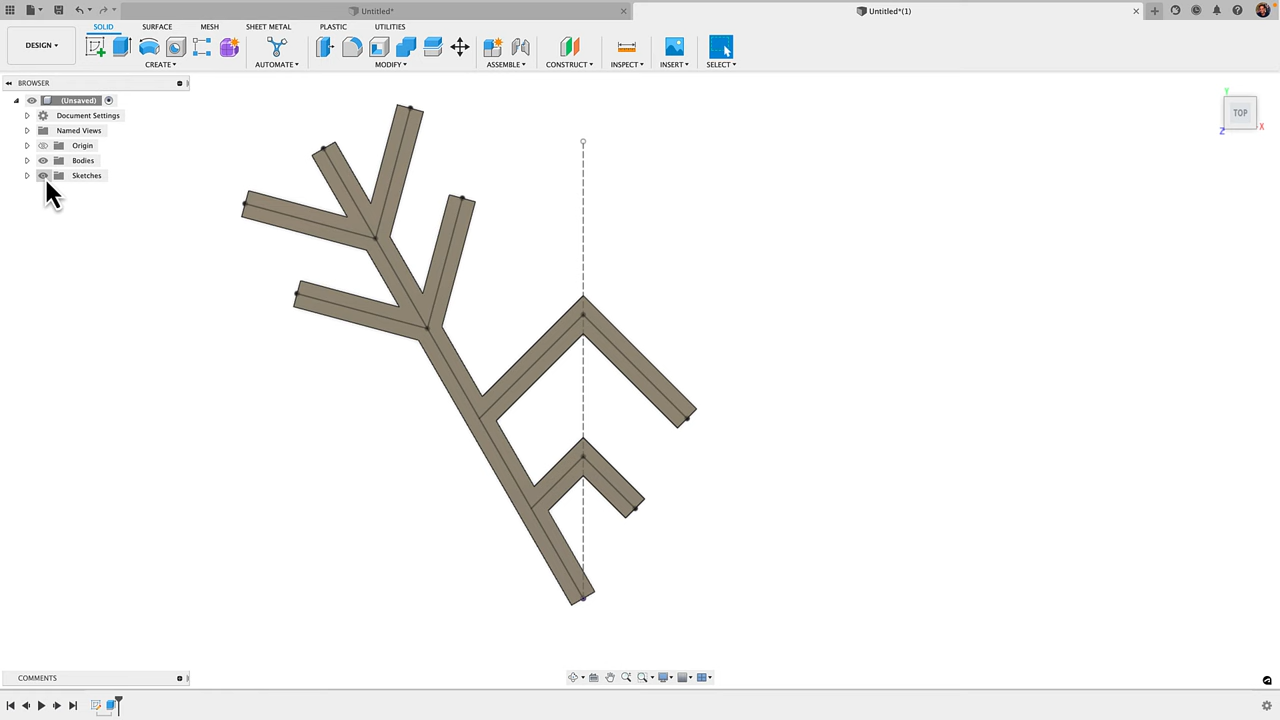 Untitled*
Untitled*(1)
DESIGN
SOLID
SURFACE
MESH
SHEET METAL
PLASTIC
UTILITIES
CREATE
AUTOMATE
MODIFY
ASSEMBLE
CONSTRUCT
INSPECT
INSERT
SELECT
BROWSER
(Unsaved)
Document Settings
Named Views
Origin
Bodies
Sketches
Y
TOP
X
Z
COMMENTS